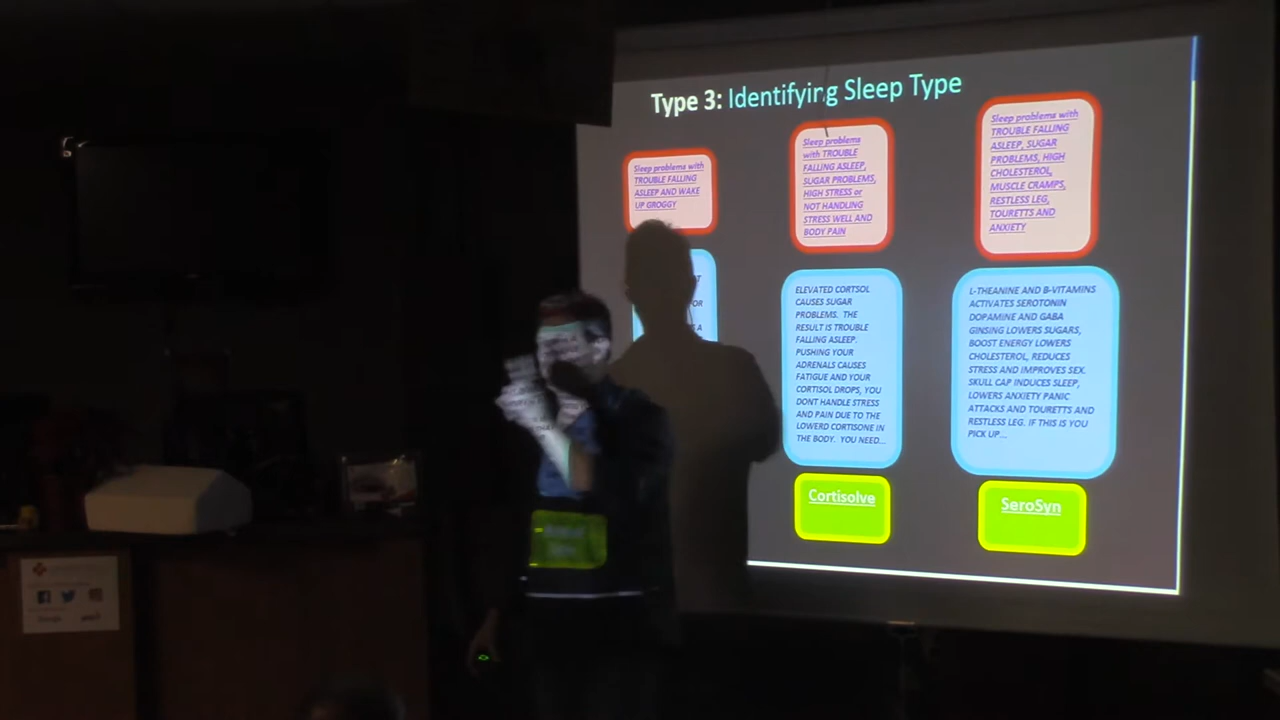 Type 3: Identifying Sleep Type
Sleep problems with
TROUBLE FALLING
ASLEEP AND WAKE
UP GROGGY
Sleep problems
with TROUBLE
FALLING ASLEEP,
SUGAR PROBLEMS,
HIGH STRESS or
NOT HANDLING
STRESS WELL AND
BODY PAIN
Sleep problems with
TROUBLE FALLING
ASLEEP, SUGAR
PROBLEMS, HIGH
CHOLESTEROL,
MUSCLE CRAMPS,
RESTLESS LEG,
TOURETTS AND
ANXIETY
ELEVATED CORTSOL
CAUSES SUGAR
PROBLEMS. THE
RESULT IS TROUBLE
FALLING ASLEEP.
PUSHING YOUR
ADRENALS CAUSES
FATIGUE AND YOUR
CORTISOL DROPS, YOU
DONT HANDLE STRESS
AND PAIN DUE TO THE
LOWERD CORTISONE IN
THE BODY. YOU NEED...
L-THEANINE AND B-VITAMINS
ACTIVATES SEROTONIN
DOPAMINE AND GABA
GINSING LOWERS SUGARS,
BOOST ENERGY LOWERS
CHOLESTEROL, REDUCES
STRESS AND IMPROVES SEX.
SKULL CAP INDUCES SLEEP,
LOWERS ANXIETY PANIC
ATTACKS AND TOURETTS AND
RESTLESS LEG. IF THIS IS YOU
PICK UP...
Cortisolve
SeroSyn